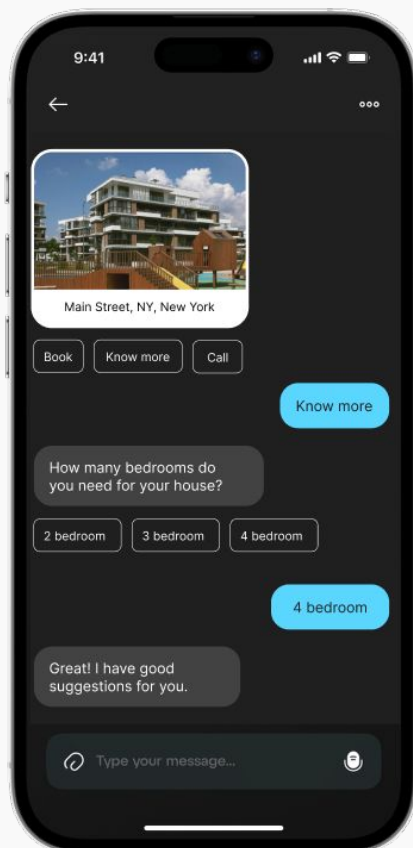 9:41
Main Street, NY, New York
Book Know more Call
Know more
How many bedrooms do
you need for your house?
2 bedroom 3 bedroom 4 bedroom
4 bedroom
Great! I have good
suggestions for you.
Type your message...